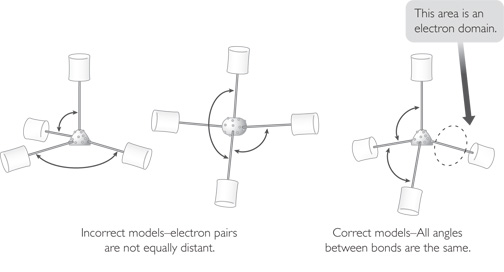 This area is an
electron domain.
Incorrect models–electron pairs
are not equally distant.
Correct models–All angles
between bonds are the same.